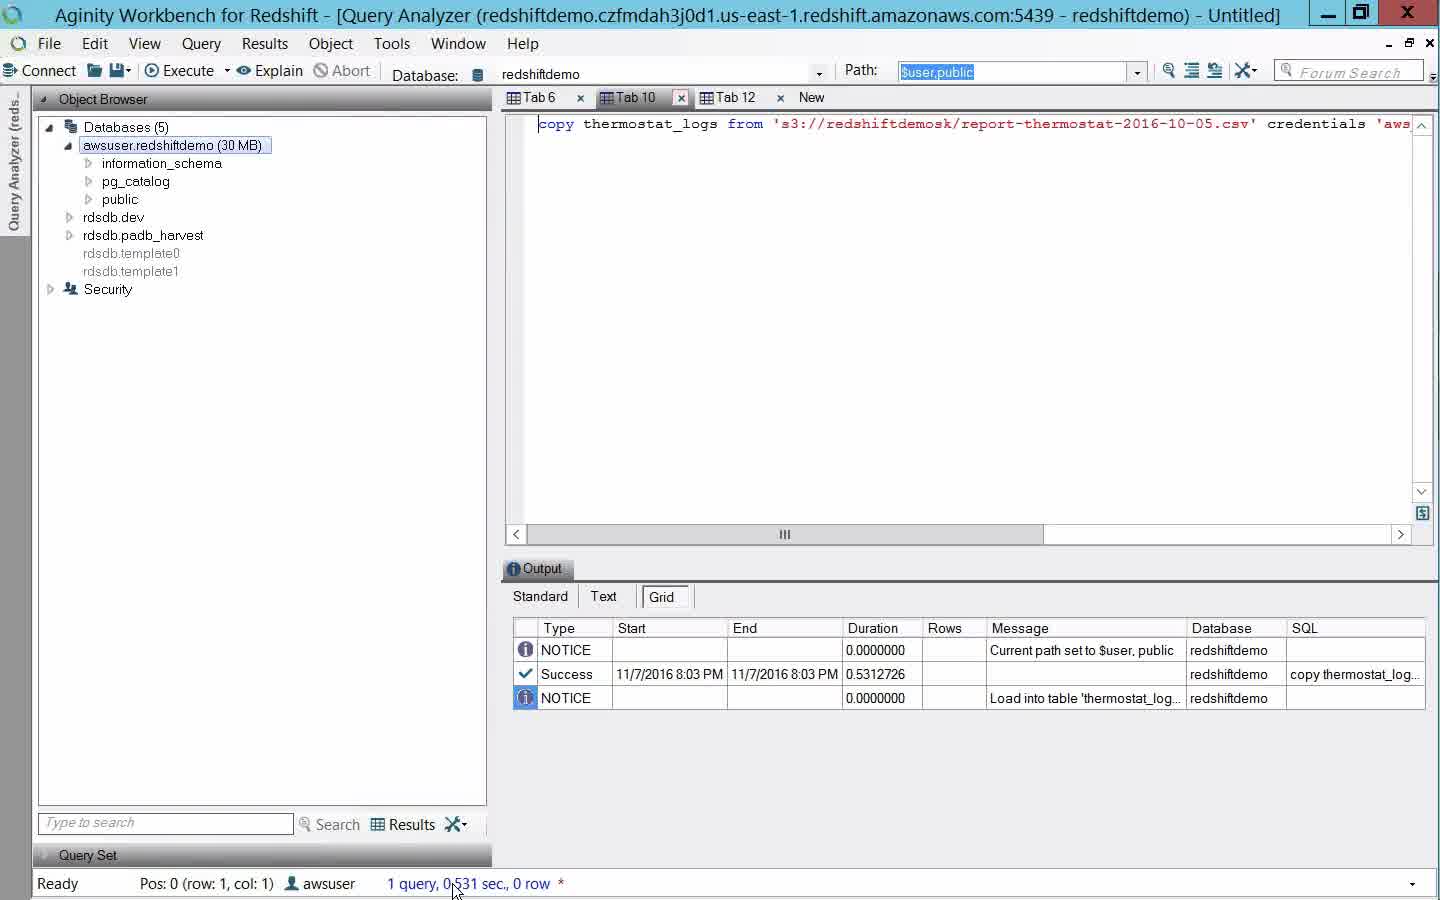 Aginity Workbench for Redshift - [Query Analyzer (redshiftdemo.czfmdah3j0d1.us-east-1.redshift.amazonaws.com:5439 - redshiftdemo) - Untitled]
File Edit View Query Results Object Tools Window Help
Connect Execute Explain Abort Database: redshiftdemo Path: $user,public Forum Search
Query Analyzer (reds...
Object Browser
Tab 6 Tab 10 Tab 12 New
Databases (5)
awsuser.redshiftdemo (30 MB)
information_schema
pg_catalog
public
rdsdb.dev
rdsdb.padb_harvest
rdsdb.template0
rdsdb.template1
Security
copy thermostat_logs from 's3://redshiftdemosk/report-thermostat-2016-10-05.csv' credentials 'aws_
Output
Standard Text Grid
Type Start End Duration Rows Message Database SQL
NOTICE 0.0000000 Current path set to $user, public redshiftdemo
Success 11/7/2016 8:03 PM 11/7/2016 8:03 PM 0.5312726 redshiftdemo copy thermostat_log...
NOTICE 0.0000000 Load into table 'thermostat_log... redshiftdemo
Type to search Search Results
Query Set
Ready Pos: 0 (row: 1, col: 1) awsuser 1 query, 0.531 sec., 0 row *